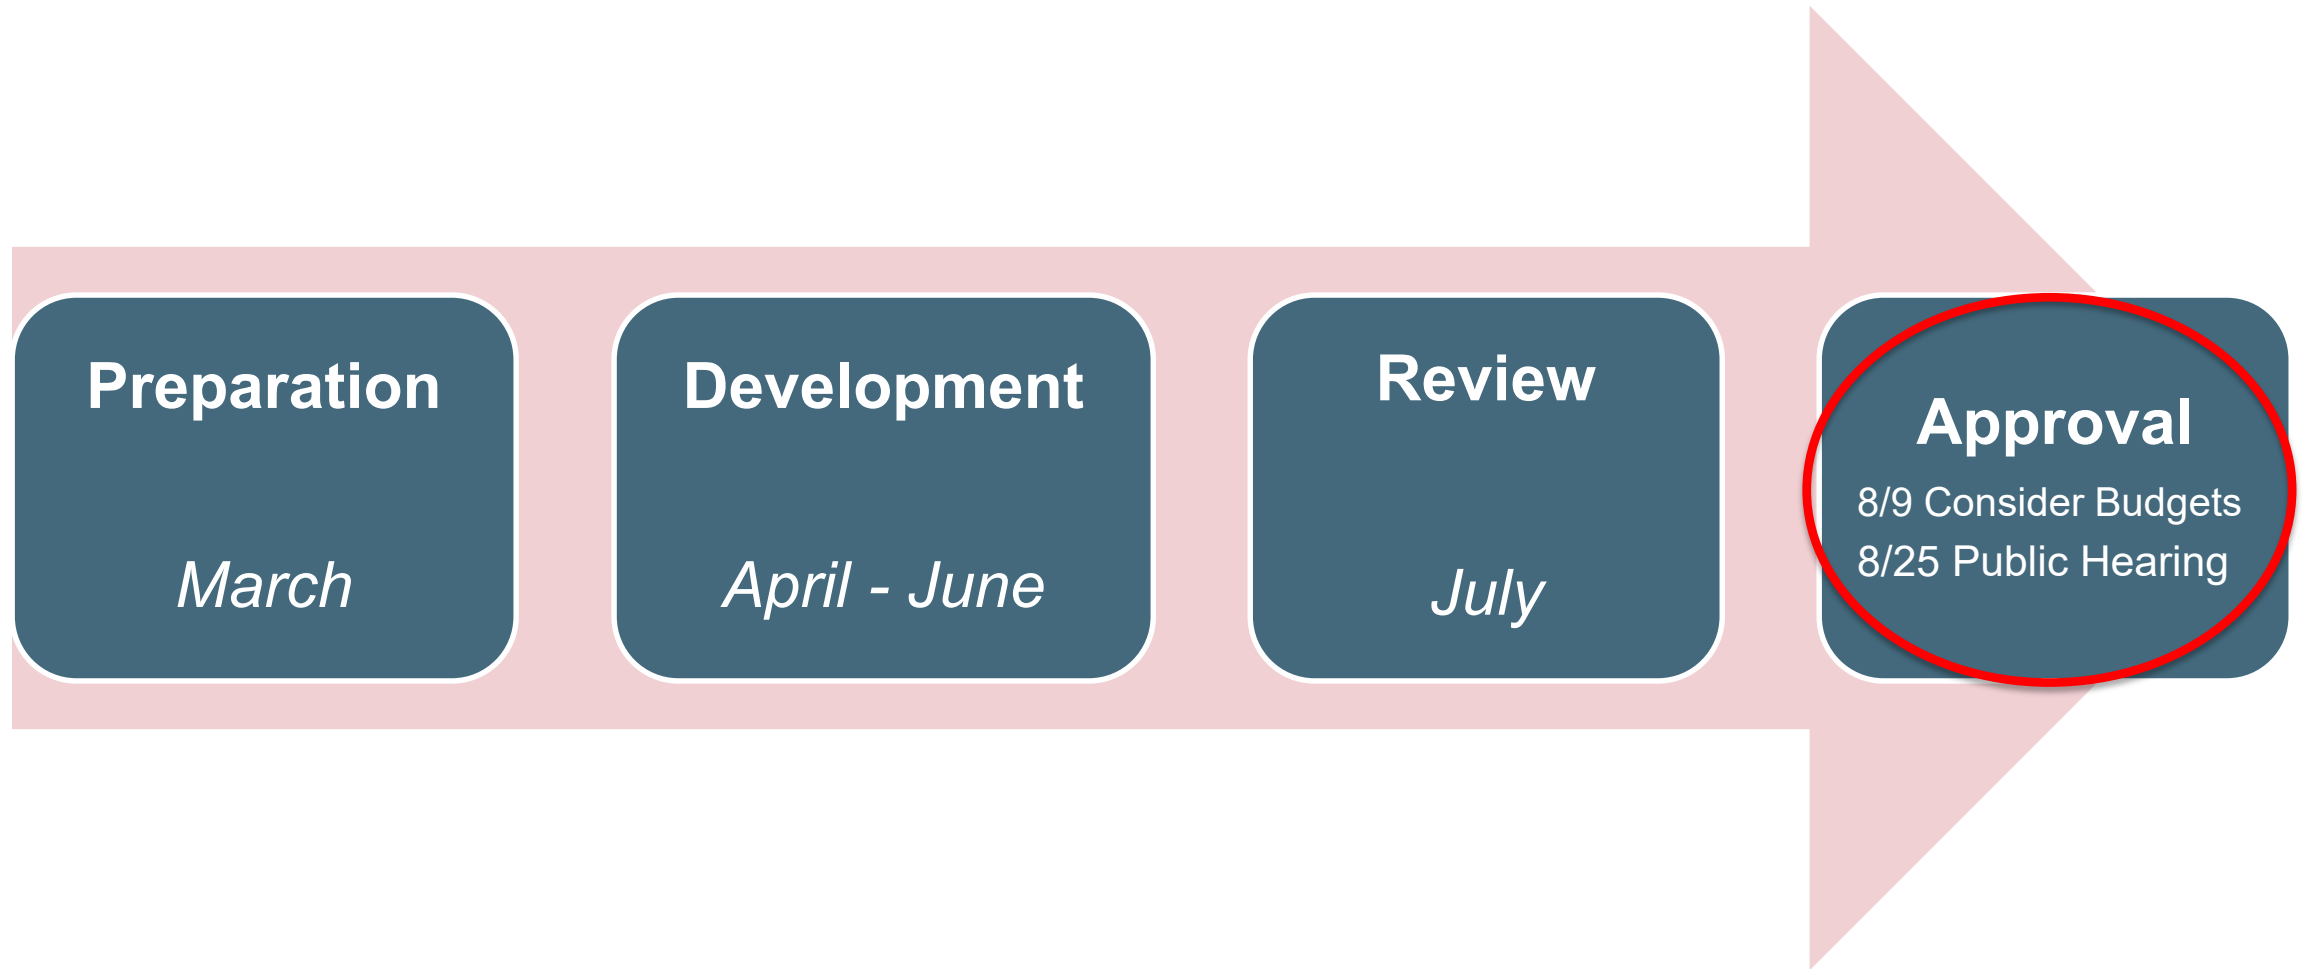 Preparation
March
Development
April - June
Review
July
Approval
8/9 Consider Budgets
8/25 Public Hearing